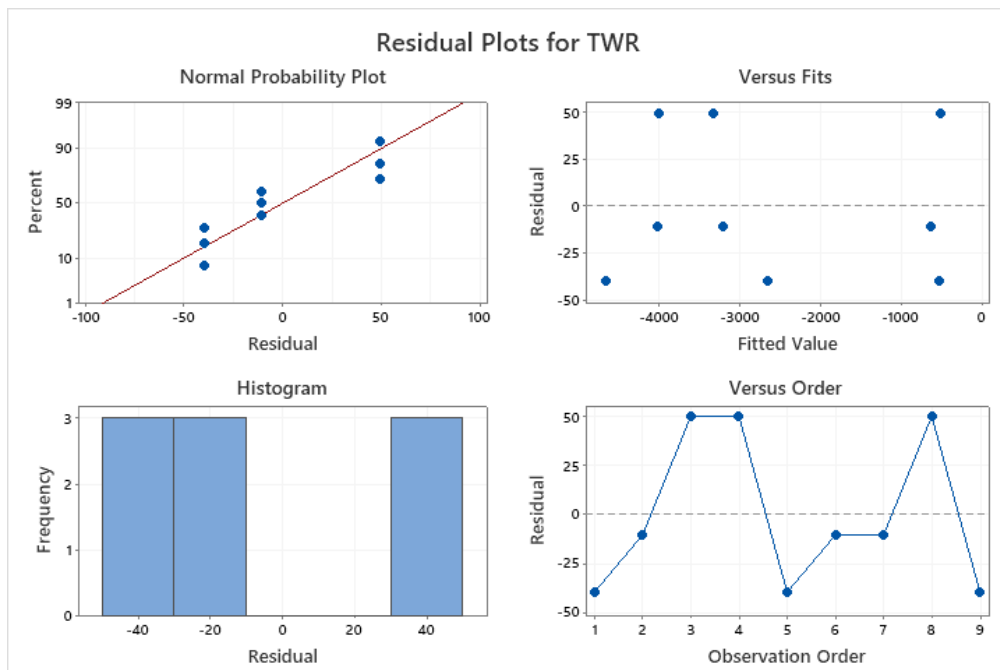 Residual Plots for TWR
Normal Probability Plot
99
90
50
10
1
Percent
-100 -50 0 50 100
Residual
Versus Fits
50
25
0
-25
-50
Residual
-4000 -3000 -2000 -1000 0
Fitted Value
Histogram
3
2
1
0
Frequency
-40 -20 0 20 40
Residual
Versus Order
50
25
0
-25
-50
Residual
1 2 3 4 5 6 7 8 9
Observation Order